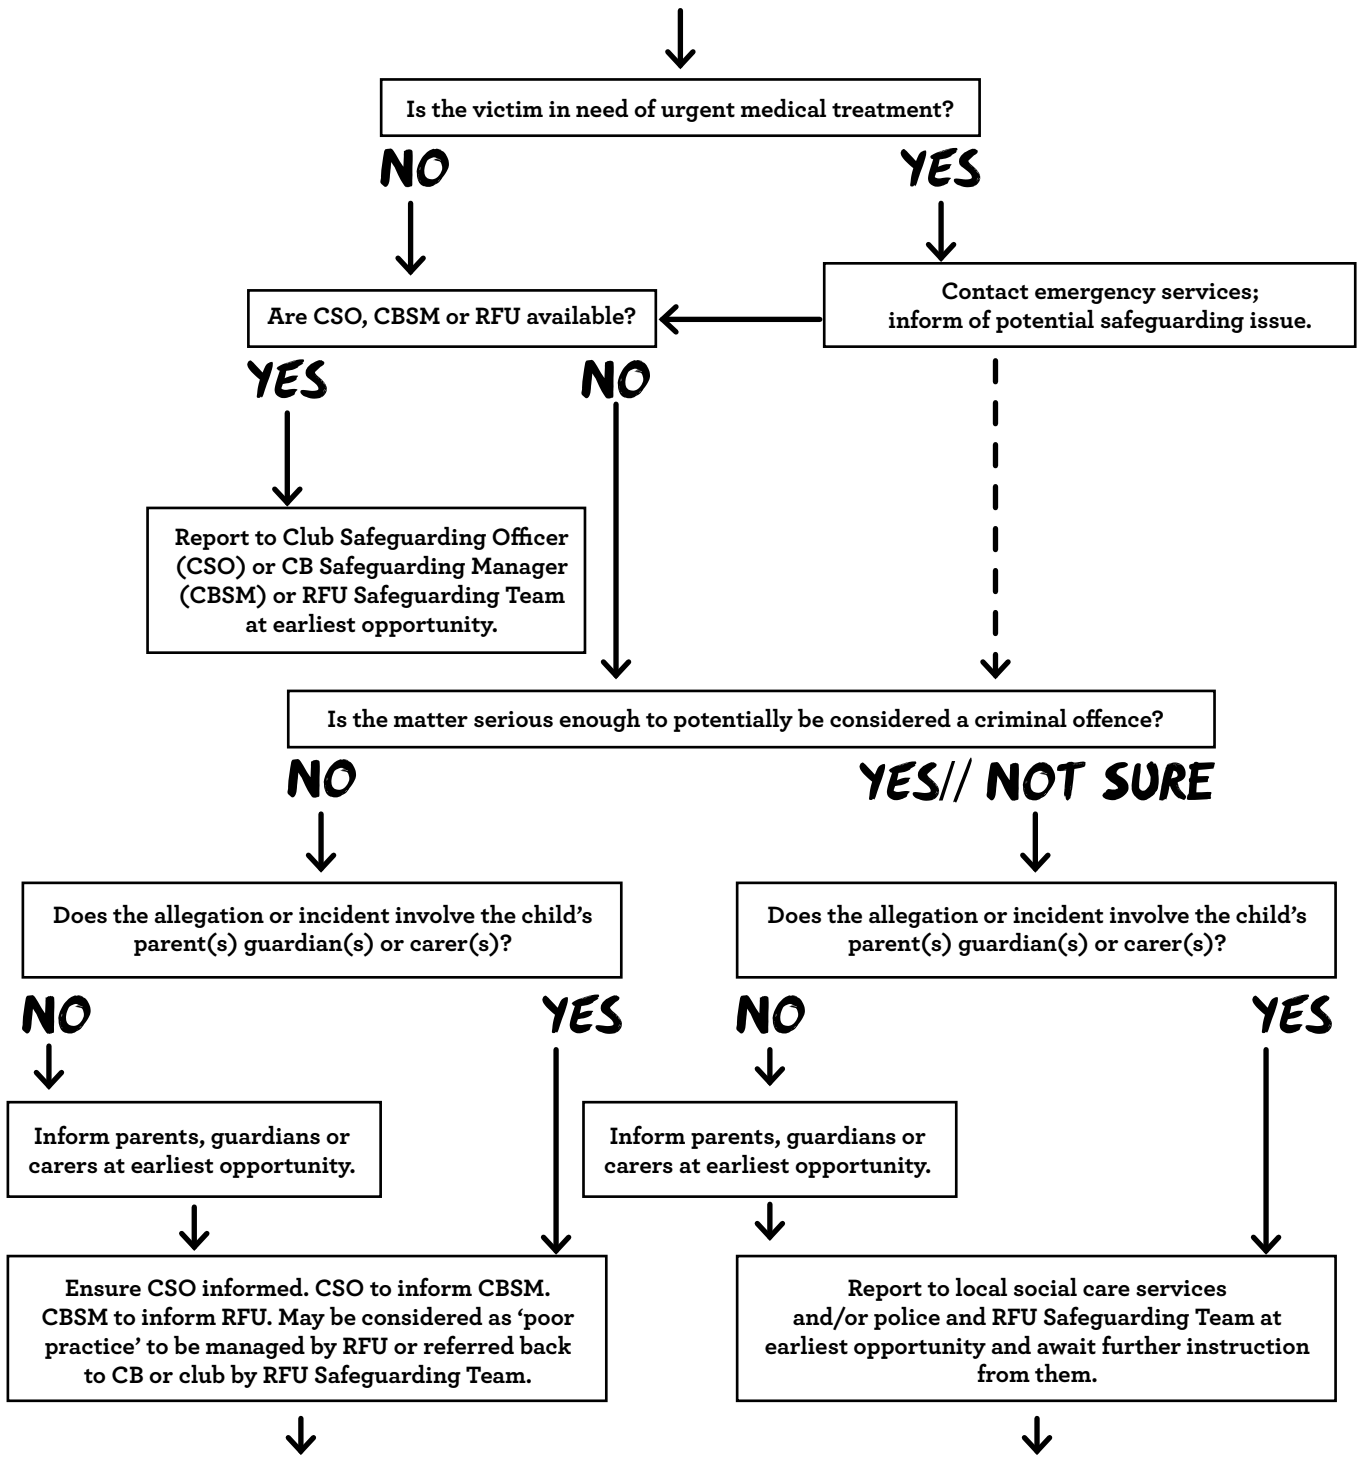 Is the victim in need of urgent medical treatment?
NO
YES
Contact emergency services;
inform of potential safeguarding issue.
Are CSO, CBSM or RFU available?
YES
NO
Report to Club Safeguarding Officer
(CSO) or CB Safeguarding Manager
(CBSM) or RFU Safeguarding Team
at earliest opportunity.
Is the matter serious enough to potentially be considered a criminal offence?
NO
YES// NOT SURE
Does the allegation or incident involve the child’s
parent(s) guardian(s) or carer(s)?
Does the allegation or incident involve the child’s
parent(s) guardian(s) or carer(s)?
NO
YES
NO
YES
Inform parents, guardians or
carers at earliest opportunity.
Inform parents, guardians or
carers at earliest opportunity.
Ensure CSO informed. CSO to inform CBSM.
CBSM to inform RFU. May be considered as ‘poor
practice’ to be managed by RFU or referred back
to CB or club by RFU Safeguarding Team.
Report to local social care services
and/or police and RFU Safeguarding Team at
earliest opportunity and await further instruction
from them.